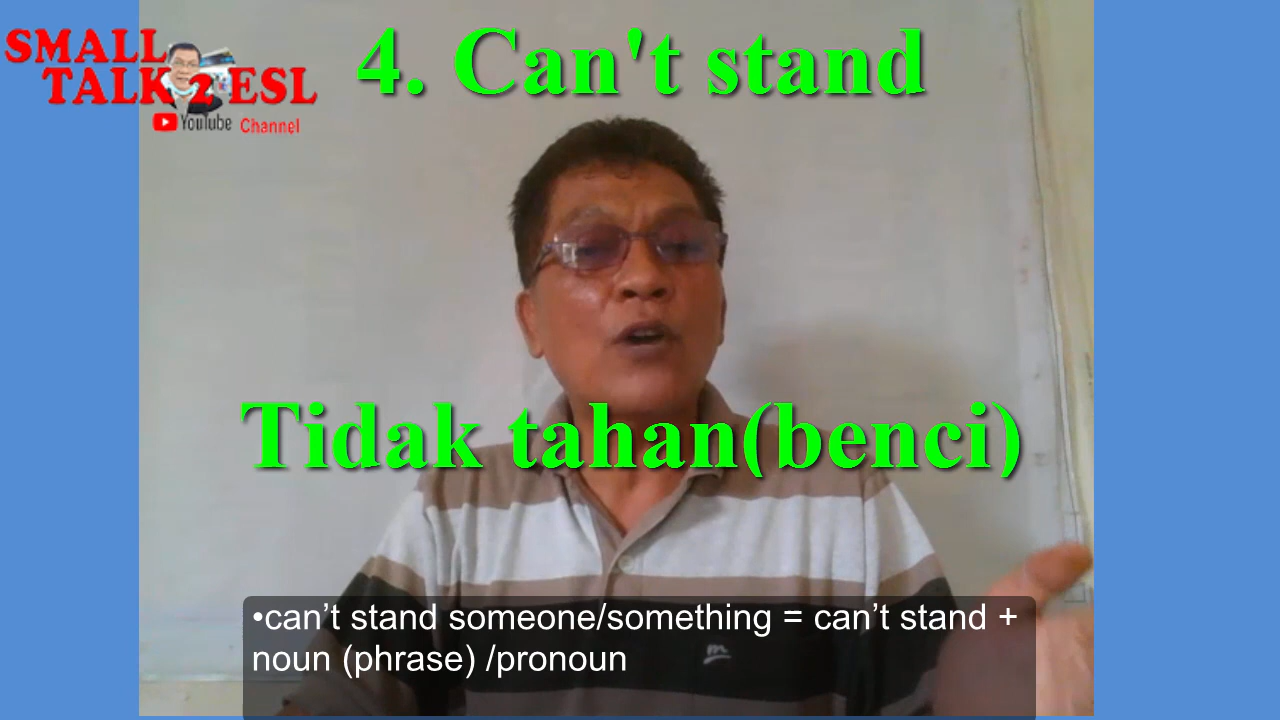 SMALL
TALK 2 ESL
YouTube Channel
4. Can't stand
Tidak tahan(benci)
•can’t stand someone/something = can’t stand +
noun (phrase) /pronoun
m